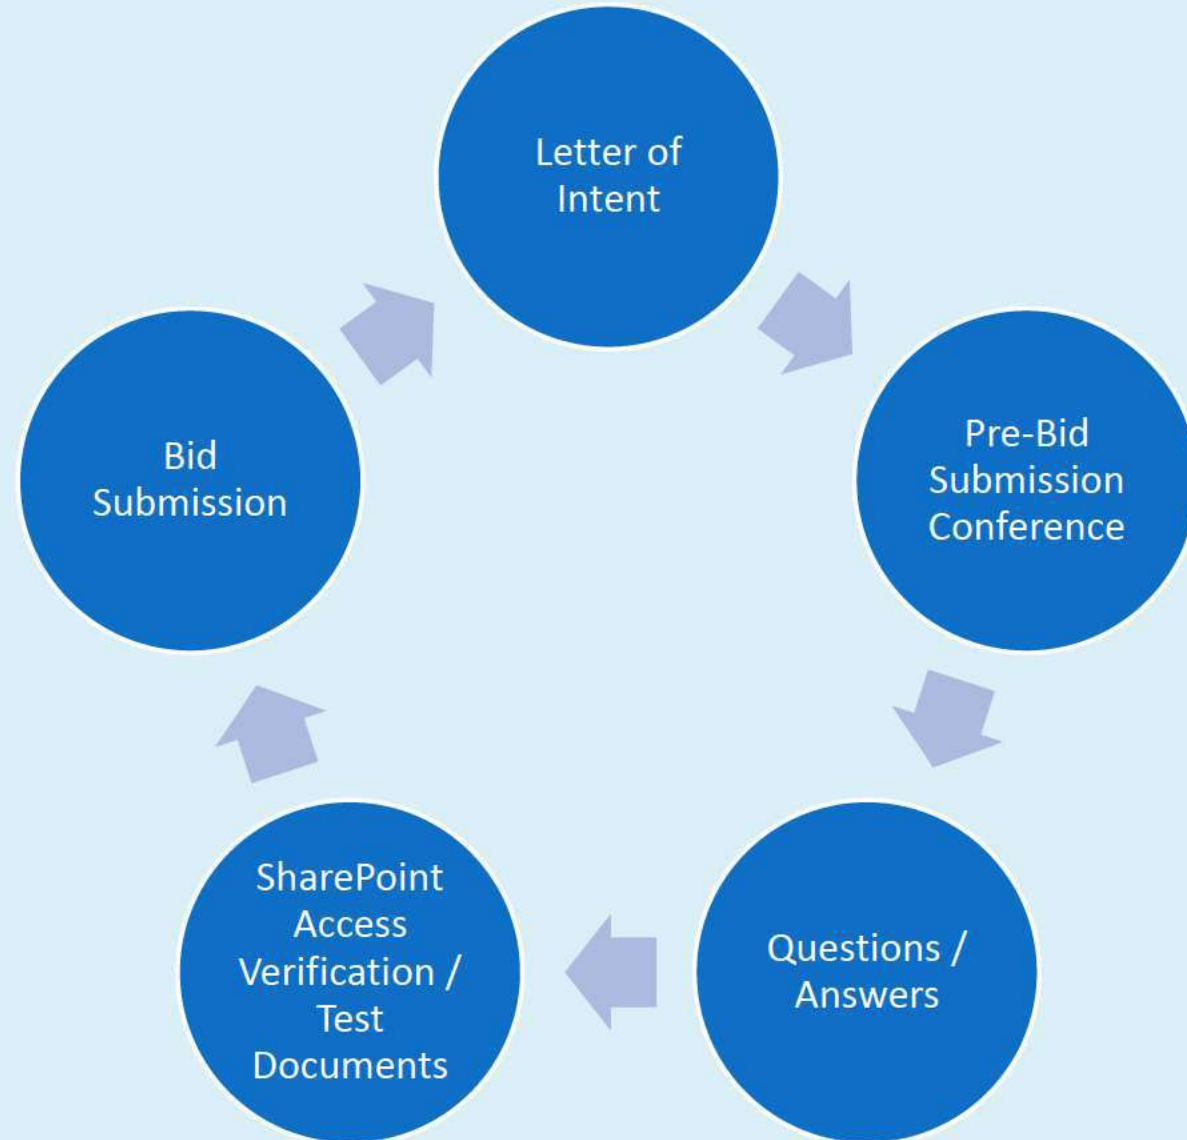 Letter of
Intent
Pre-Bid
Submission
Conference
Questions /
Answers
SharePoint
Access
Verification /
Test
Documents
Bid
Submission